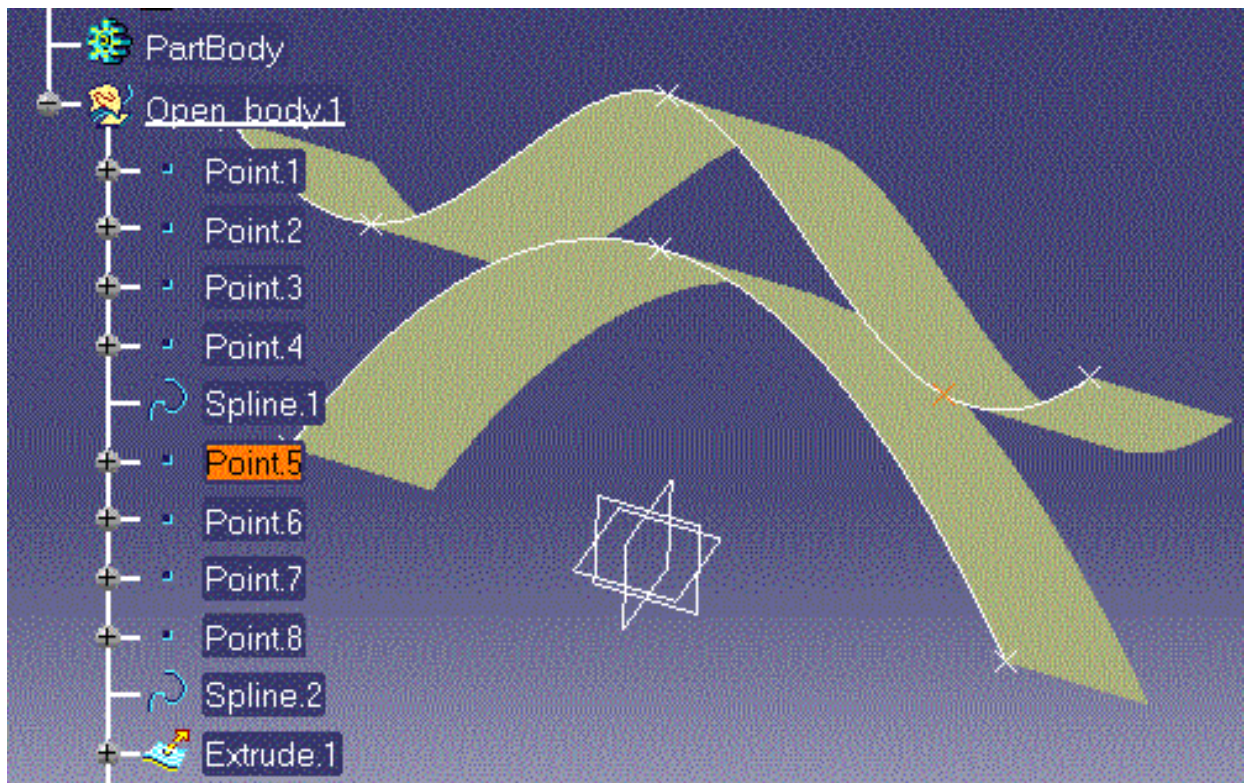 PartBody
Open_body.1
Point.1
Point.2
Point.3
Point.4
Spline.1
Point.5
Point.6
Point.7
Point.8
Spline.2
Extrude.1